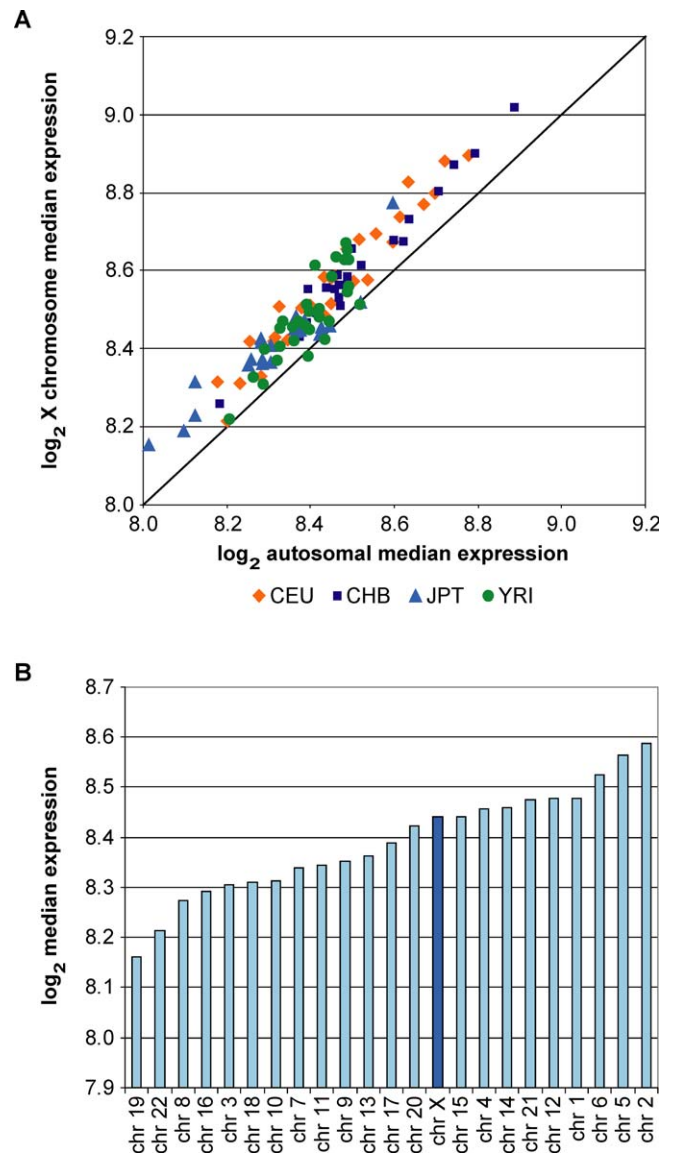 A
9.2
9.0
8.8
8.6
8.4
8.2
8.0
log2 X chromosome median expression
8.0 8.2 8.4 8.6 8.8 9.0 9.2
log2 autosomal median expression
CEU CHB JPT YRI
B
8.7
8.6
8.5
8.4
8.3
8.2
8.1
8.0
7.9
log2 median expression
chr 19
chr 22
chr 8
chr 16
chr 3
chr 18
chr 10
chr 7
chr 11
chr 9
chr 13
chr 17
chr 20
chr X
chr 15
chr 4
chr 14
chr 21
chr 12
chr 1
chr 6
chr 5
chr 2